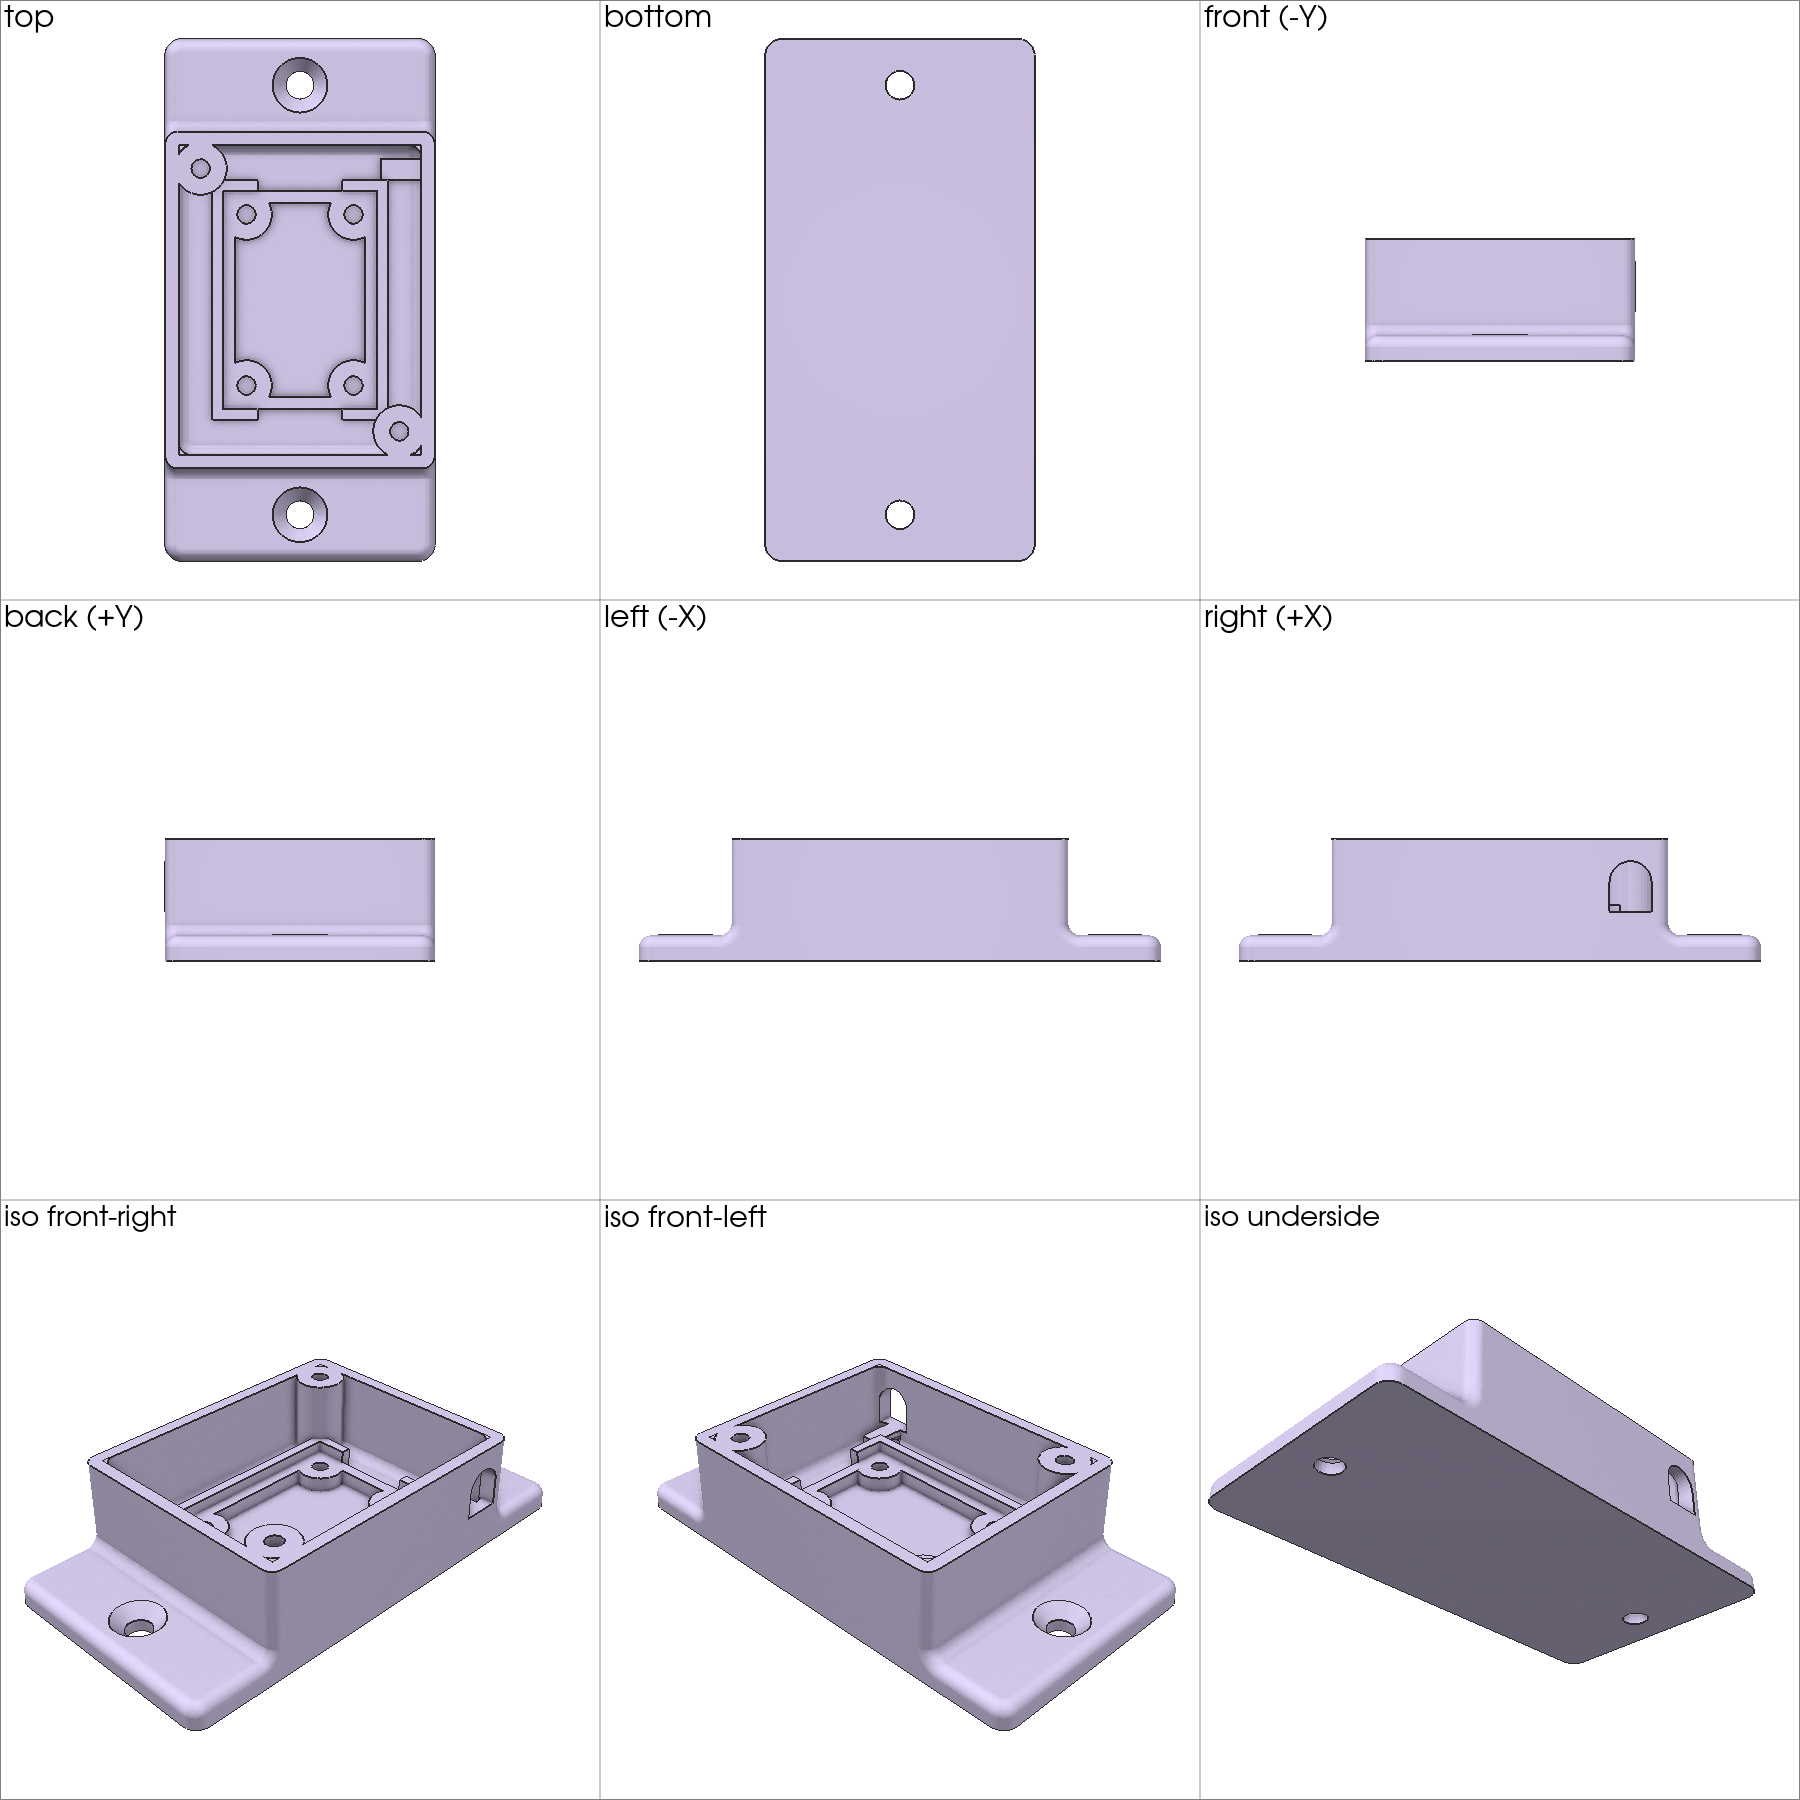 top
bottom
front (-Y)
back (+Y)
left (-X)
right (+X)
iso front-right
iso front-left
iso underside